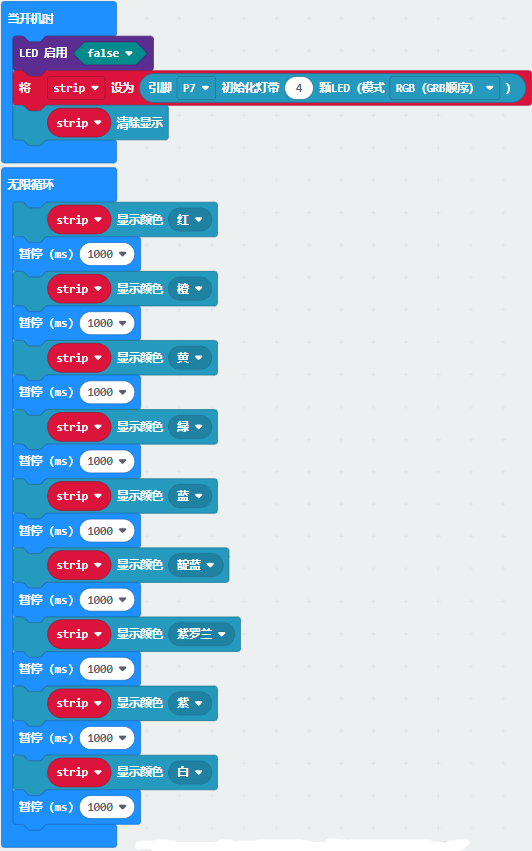 当开机时
LED 启用 false
将 strip 设为 引脚 P7 初始化灯带 4 颗LED (模式 RGB (GRB顺序) )
strip 清除显示
无限循环
strip 显示颜色 红
暂停 (ms) 1000
strip 显示颜色 橙
暂停 (ms) 1000
strip 显示颜色 黄
暂停 (ms) 1000
strip 显示颜色 绿
暂停 (ms) 1000
strip 显示颜色 蓝
暂停 (ms) 1000
strip 显示颜色 靛蓝
暂停 (ms) 1000
strip 显示颜色 紫罗兰
暂停 (ms) 1000
strip 显示颜色 紫
暂停 (ms) 1000
strip 显示颜色 白
暂停 (ms) 1000